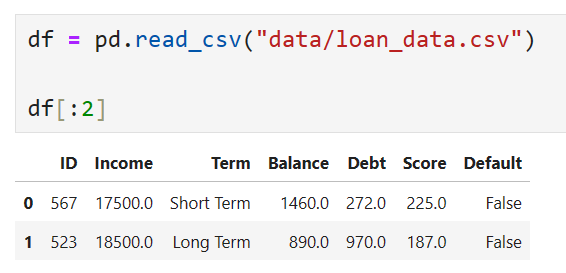 df = pd.read_csv("data/loan_data.csv")
df[:2]
ID Income Term Balance Debt Score Default
0 567 17500.0 Short Term 1460.0 272.0 225.0 False
1 523 18500.0 Long Term 890.0 970.0 187.0 False